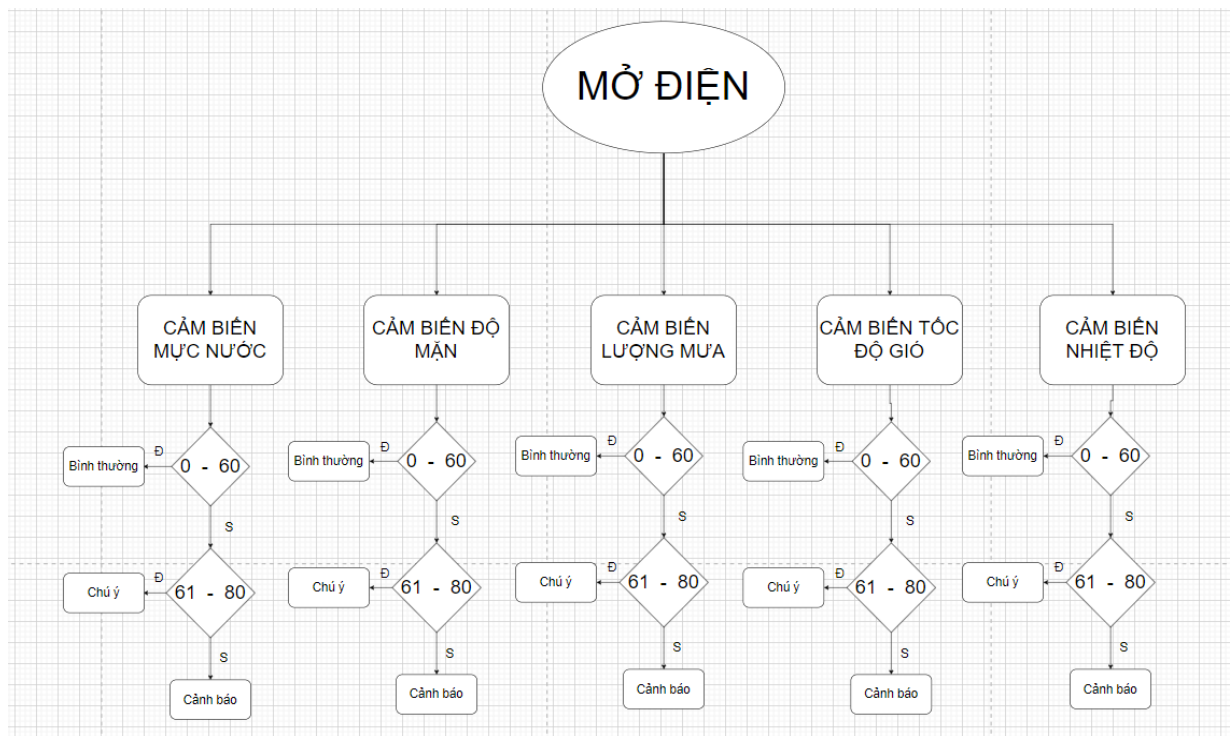 MỞ ĐIỆN
CẢM BIẾN
MỰC NƯỚC
CẢM BIẾN ĐỘ
MẶN
CẢM BIẾN
LƯỢNG MƯA
CẢM BIẾN TỐC
ĐỘ GIÓ
CẢM BIẾN
NHIỆT ĐỘ
Bình thường
Đ
0 - 60
Bình thường
Đ
0 - 60
Bình thường
Đ
0 - 60
Bình thường
Đ
0 - 60
Bình thường
Đ
0 - 60
S
S
S
S
S
Chú ý
Đ
61 - 80
Chú ý
Đ
61 - 80
Chú ý
Đ
61 - 80
Chú ý
Đ
61 - 80
Chú ý
Đ
61 - 80
S
S
S
S
S
Cảnh báo
Cảnh báo
Cảnh báo
Cảnh báo
Cảnh báo